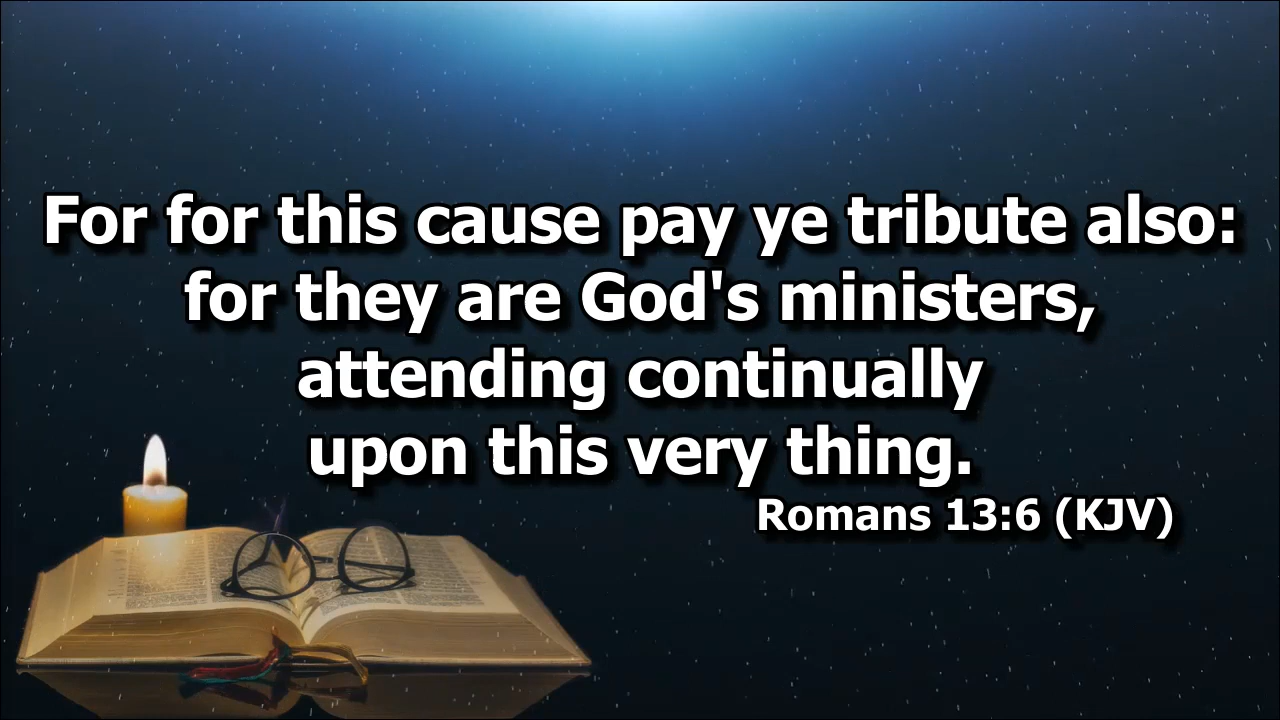 For for this cause pay ye tribute also:
for they are God's ministers,
attending continually
upon this very thing.
Romans 13:6 (KJV)